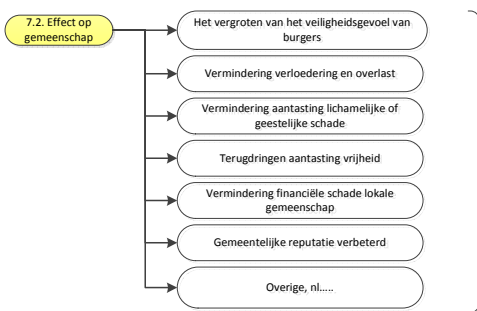 7.2. Effect op
gemeenschap
Het vergroten van het veiligheidsgevoel van
burgers
Vermindering verloedering en overlast
Vermindering aantasting lichamelijke of
geestelijke schade
Terugdringen aantasting vrijheid
Vermindering financiële schade lokale
gemeenschap
Gemeentelijke reputatie verbeterd
Overige, nl.....